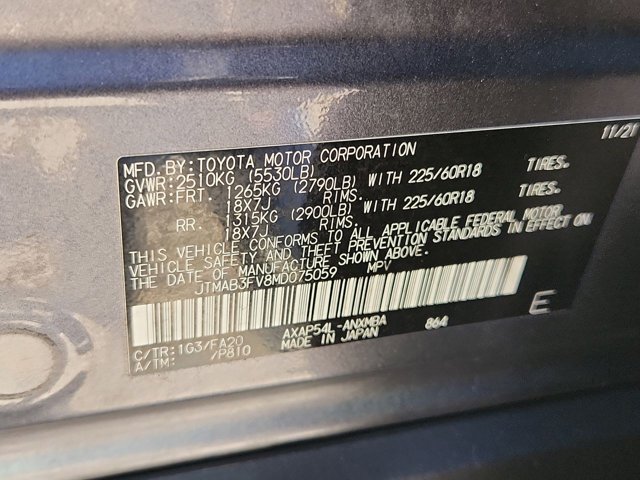 11/21
MFD. BY:TOYOTA MOTOR CORPORATION
GVWR:2510KG (5530LB)
GAWR:FRT. 1265KG (2790LB) WITH 225/60R18 TIRES.
18X7J RIMS.
RR. 1315KG (2900LB) WITH 225/60R18 TIRES.
18X7J RIMS.
THIS VEHICLE CONFORMS TO ALL APPLICABLE FEDERAL MOTOR
VEHICLE SAFETY AND THEFT PREVENTION STANDARDS IN EFFECT ON
THE DATE OF MANUFACTURE SHOWN ABOVE.
JTMAB3FV8MD075059 MPV
E
C/TR:1G3/FA20 AXAP54L-ANXMBA 864
A/TM: /P810 MADE IN JAPAN